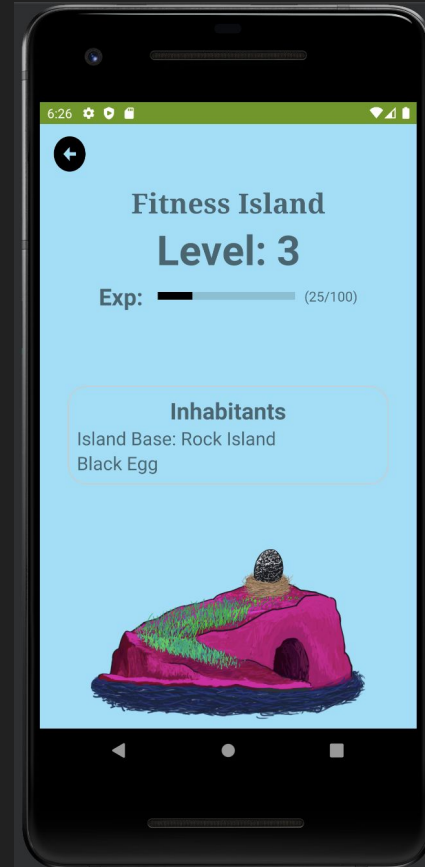 6:26
Fitness Island
Level: 3
Exp: (25/100)
Inhabitants
Island Base: Rock Island
Black Egg